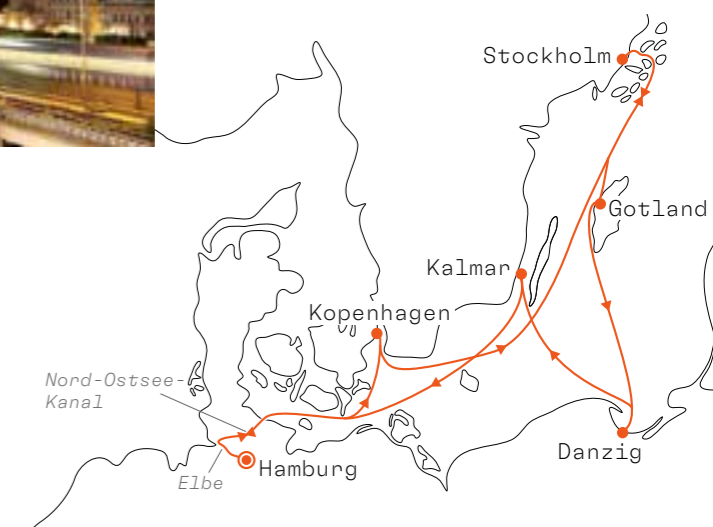 Stockholm
Gotland
Kalmar
Kopenhagen
Nord-Ostsee-
Kanal
Danzig
Hamburg
Elbe